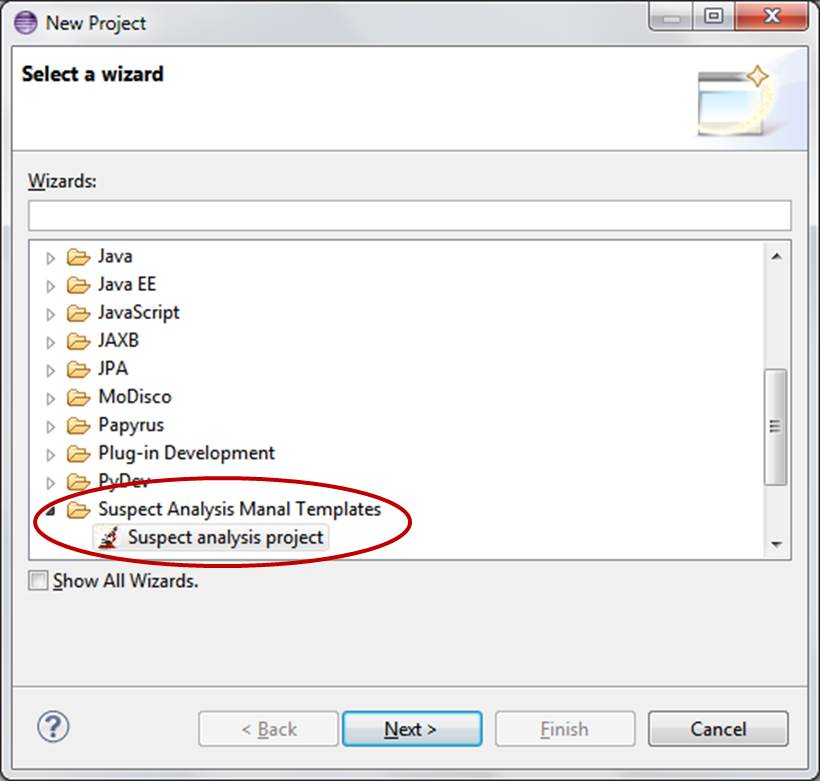 New Project
Select a wizard
Wizards:
Java
Java EE
JavaScript
JAXB
JPA
MoDisco
Papyrus
Plug-in Development
PyDev
Suspect Analysis Manal Templates
Suspect analysis project
Show All Wizards.
? < Back Next > Finish Cancel